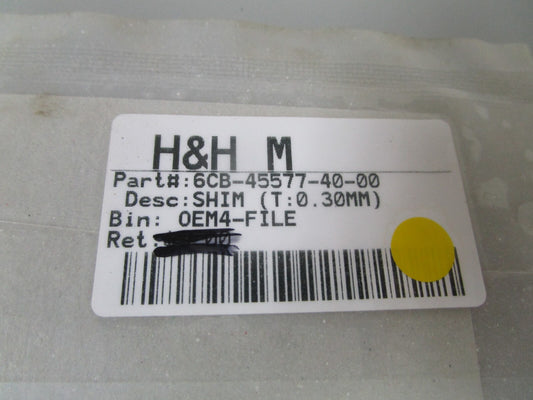 H&H M
Part#:6CB-45577-40-00
Desc:SHIM (T:0.30MM)
Bin: OEM4-FILE
Ret: